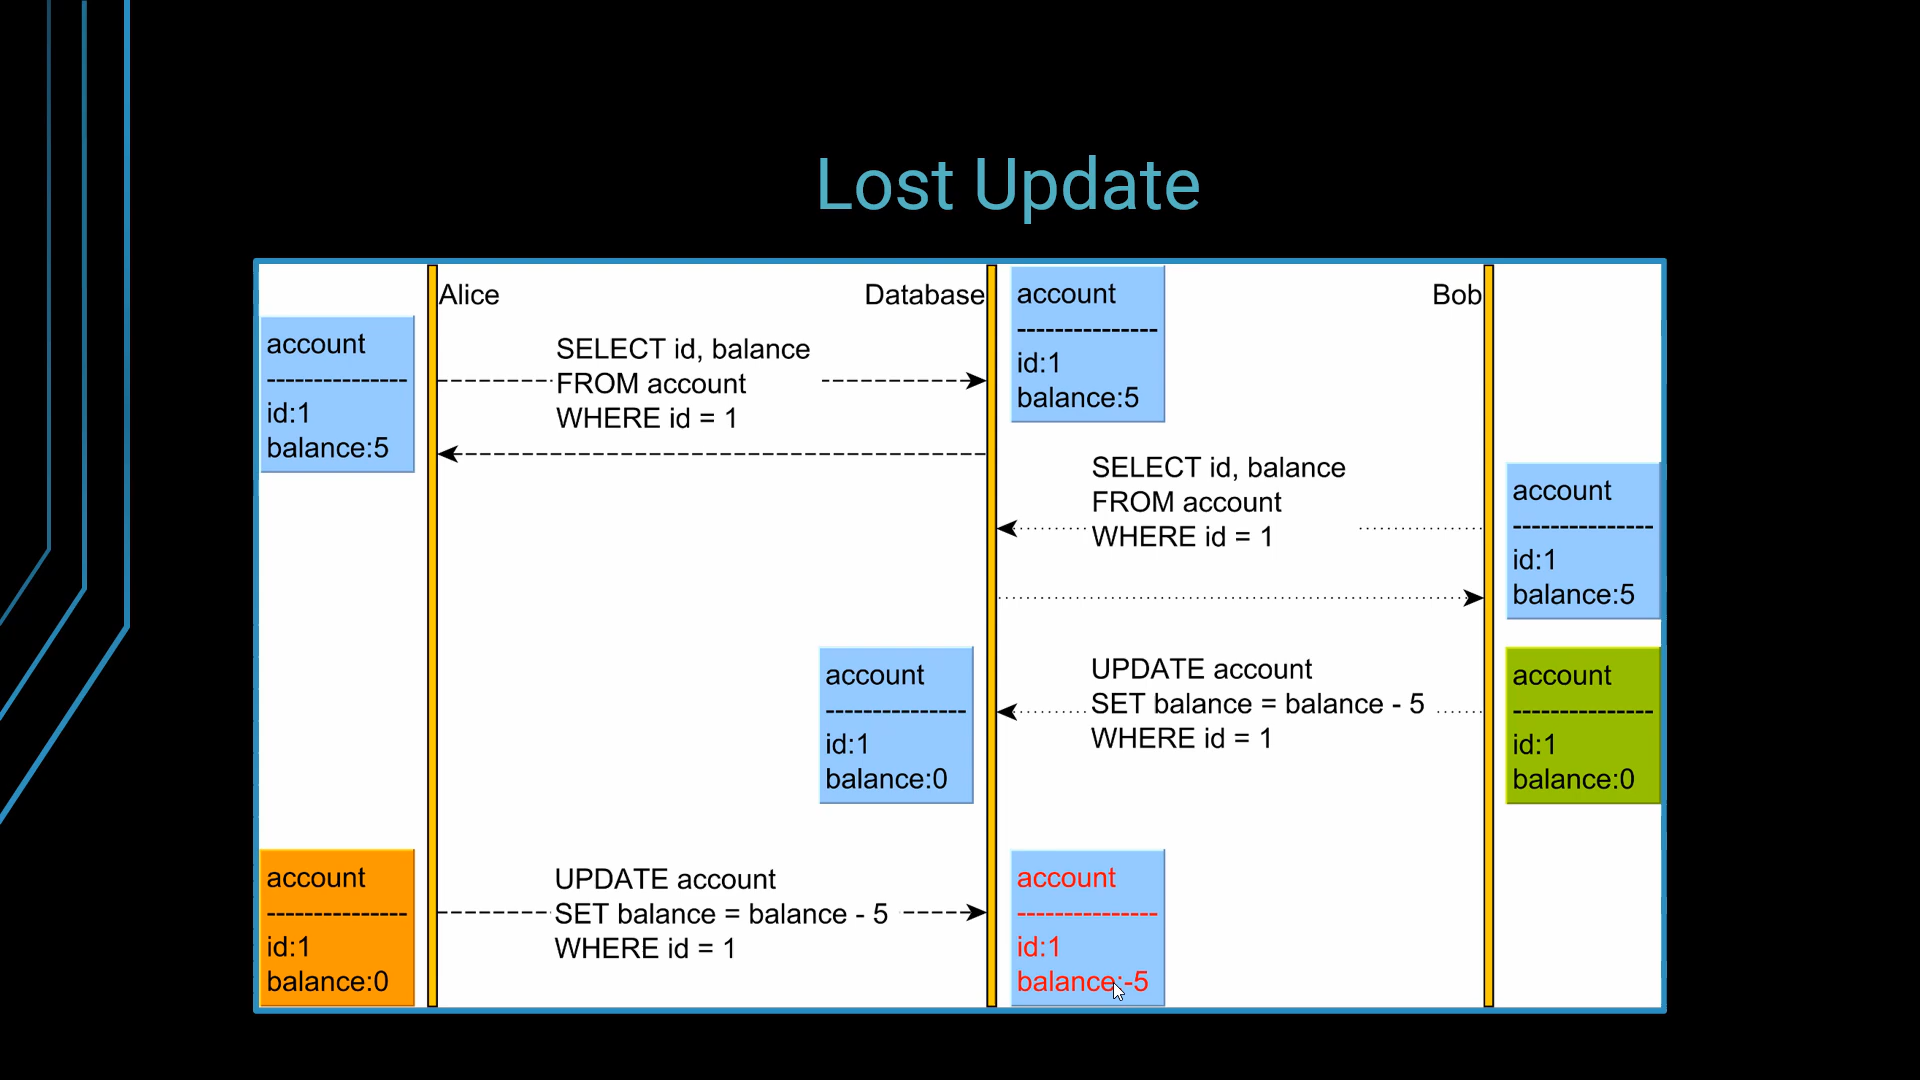 Lost Update
Alice
Database
Bob
account
---------------
id:1
balance:5
account
---------------
id:1
balance:5
SELECT id, balance
FROM account
WHERE id = 1
SELECT id, balance
FROM account
WHERE id = 1
account
---------------
id:1
balance:5
account
---------------
id:1
balance:0
UPDATE account
SET balance = balance - 5
WHERE id = 1
account
---------------
id:1
balance:0
account
---------------
id:1
balance:0
UPDATE account
SET balance = balance - 5
WHERE id = 1
account
---------------
id:1
balance:-5